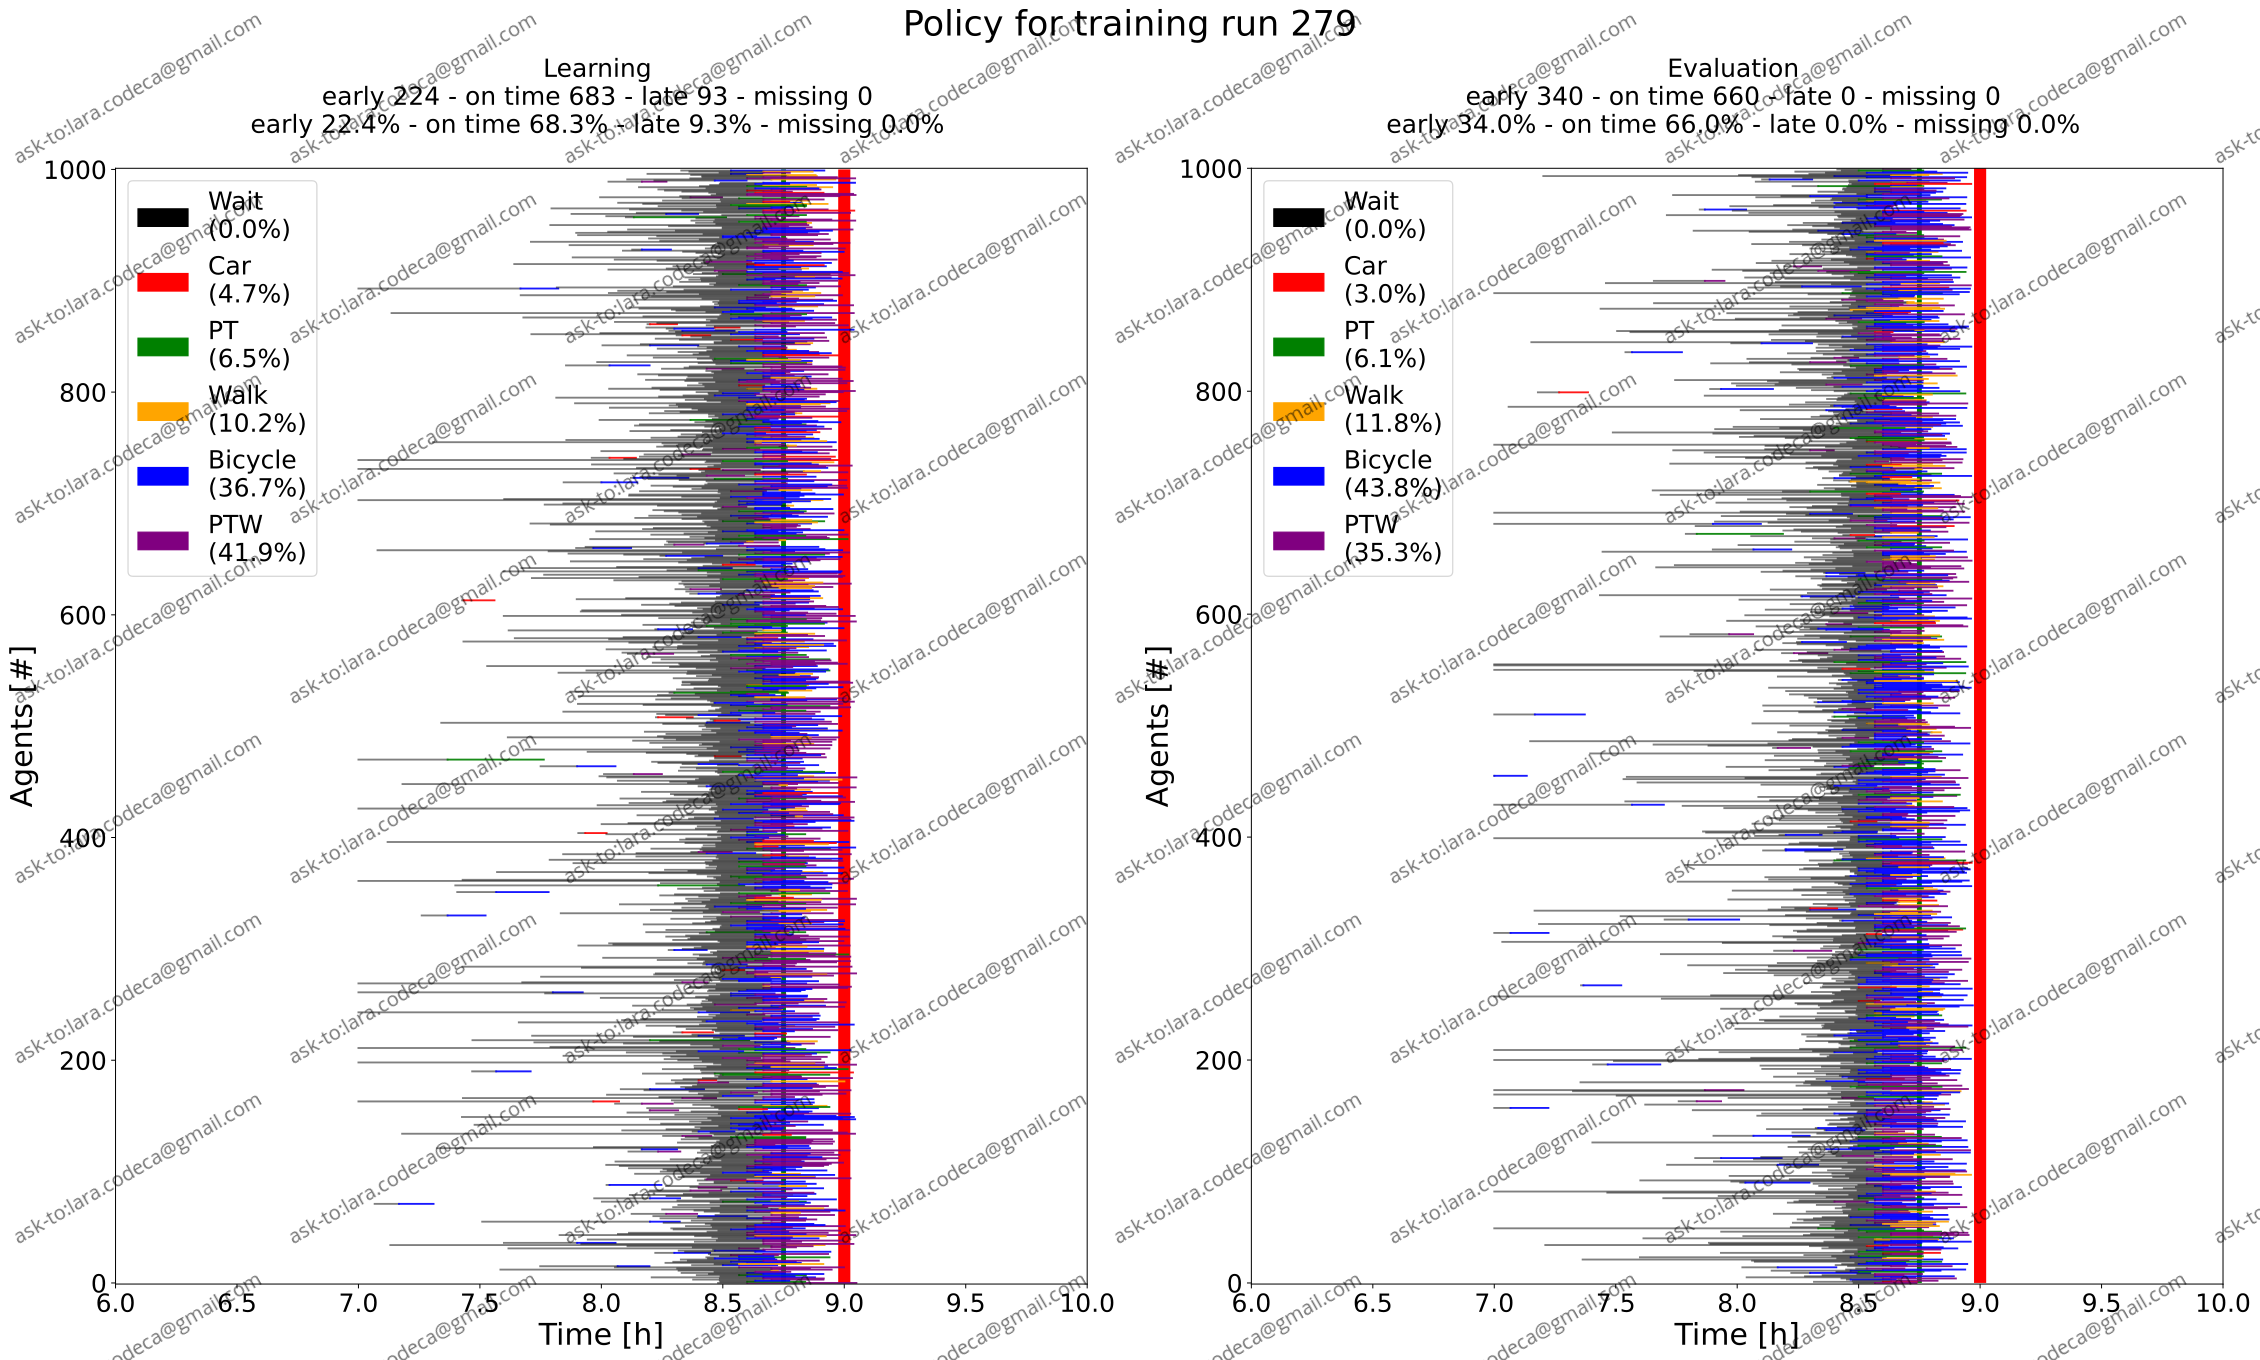 Policy for training run 279
Learning
early 224 - on time 683 - late 93 - missing 0
early 22.4% - on time 68.3% - late 9.3% - missing 0.0%
Evaluation
early 340 - on time 660 - late 0 - missing 0
early 34.0% - on time 66.0% - late 0.0% - missing 0.0%
1000
800
600
400
200
0
Agents [#]
Wait
(0.0%)
Car
(4.7%)
PT
(6.5%)
Walk
(10.2%)
Bicycle
(36.7%)
PTW
(41.9%)
6.0 6.5 7.0 7.5 8.0 8.5 9.0 9.5 10.0
Time [h]
1000
800
600
400
200
0
Agents [#]
Wait
(0.0%)
Car
(3.0%)
PT
(6.1%)
Walk
(11.8%)
Bicycle
(43.8%)
PTW
(35.3%)
6.0 6.5 7.0 7.5 8.0 8.5 9.0 9.5 10.0
Time [h]
ask-to:lara.codeca@gmail.com